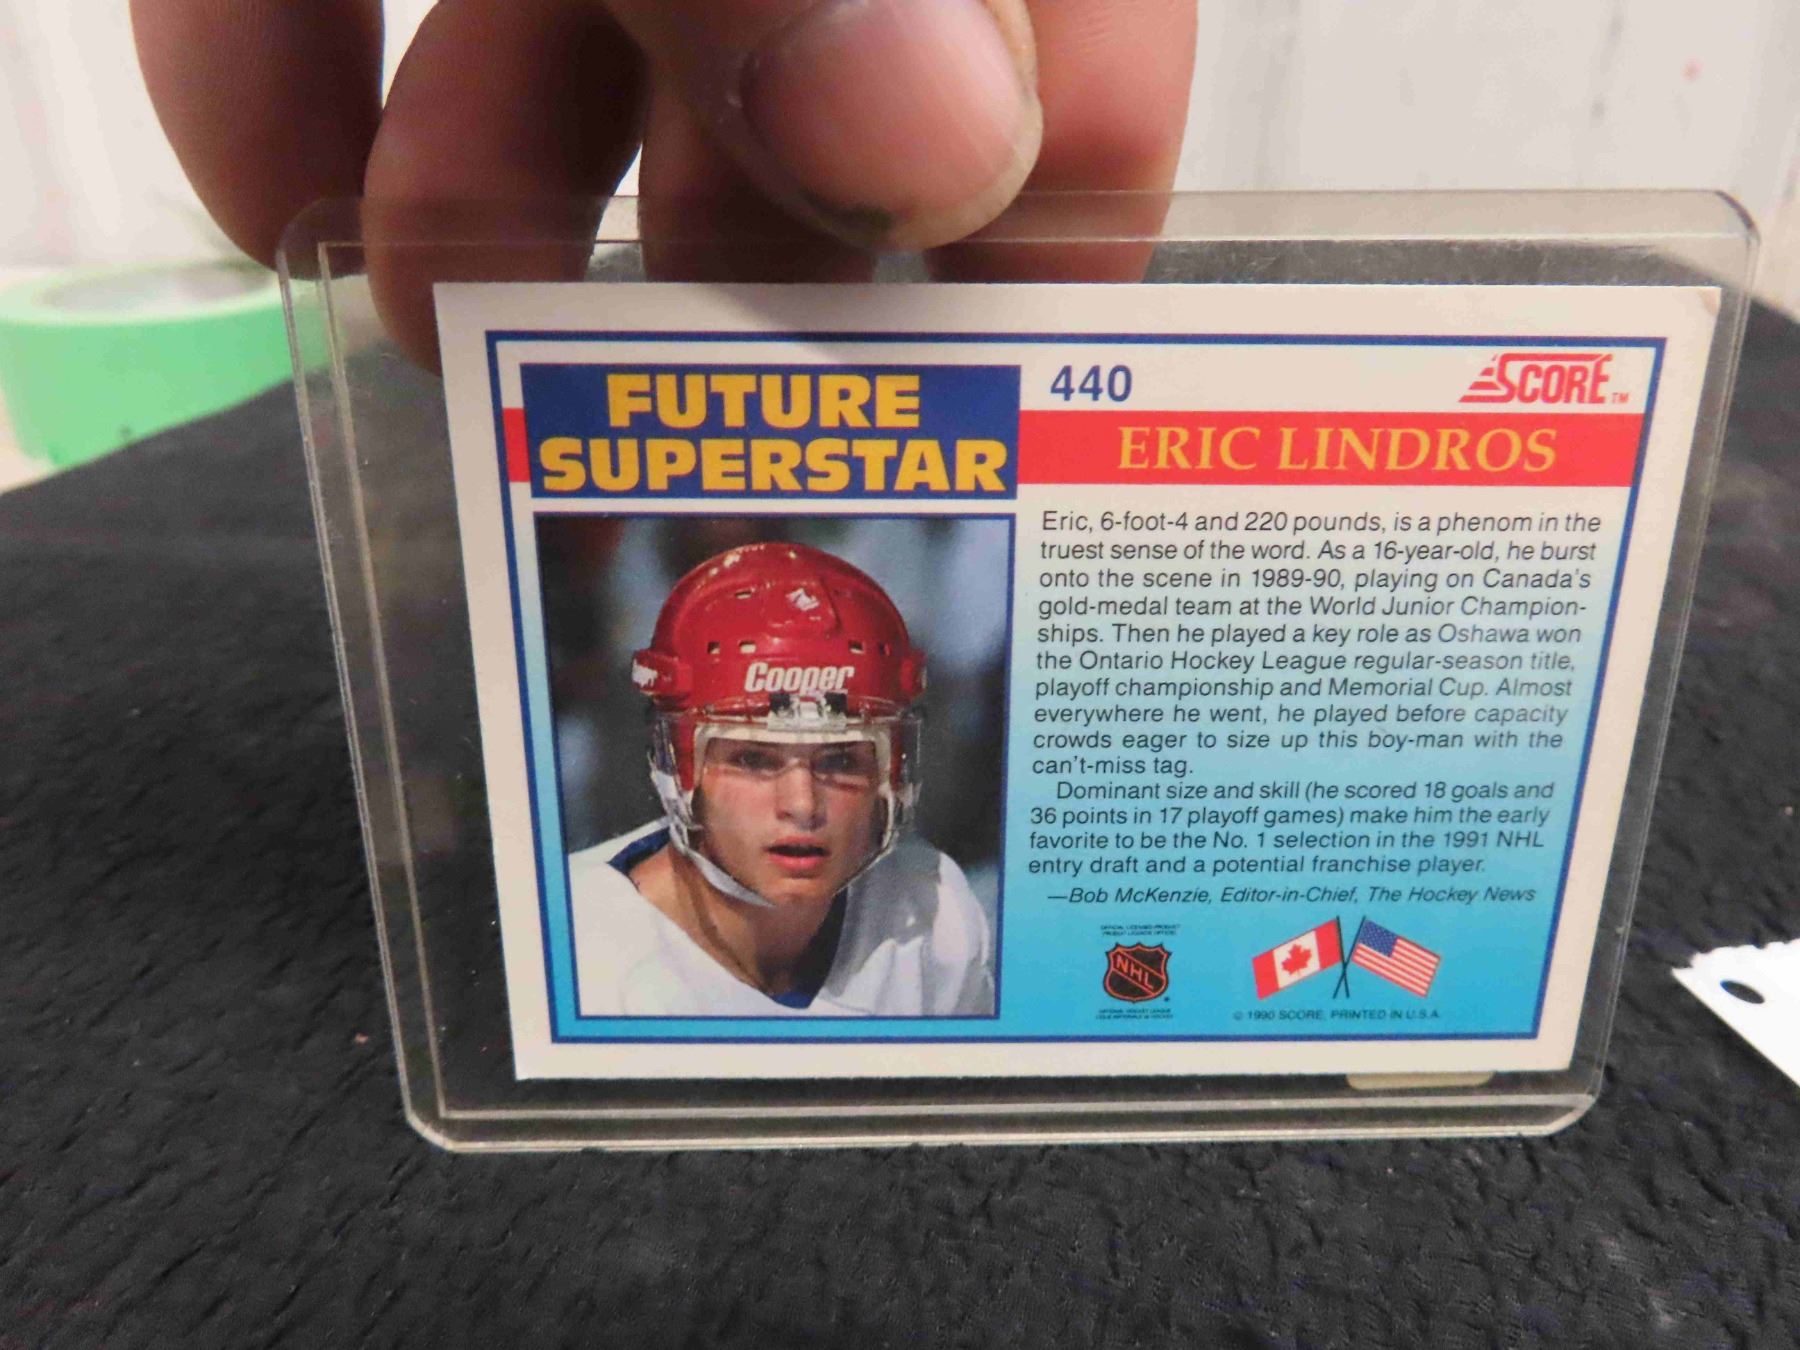 FUTURE
SUPERSTAR
440
SCORE™
ERIC LINDROS
Eric, 6-foot-4 and 220 pounds, is a phenom in the
truest sense of the word. As a 16-year-old, he burst
onto the scene in 1989-90, playing on Canada's
gold-medal team at the World Junior Champion-
ships. Then he played a key role as Oshawa won
the Ontario Hockey League regular-season title,
playoff championship and Memorial Cup. Almost
everywhere he went, he played before capacity
crowds eager to size up this boy-man with the
can't-miss tag.
Dominant size and skill (he scored 18 goals and
36 points in 17 playoff games) make him the early
favorite to be the No. 1 selection in the 1991 NHL
entry draft and a potential franchise player.
—Bob McKenzie, Editor-in-Chief, The Hockey News
Cooper
NHL
© 1990 SCORE, PRINTED IN U.S.A.